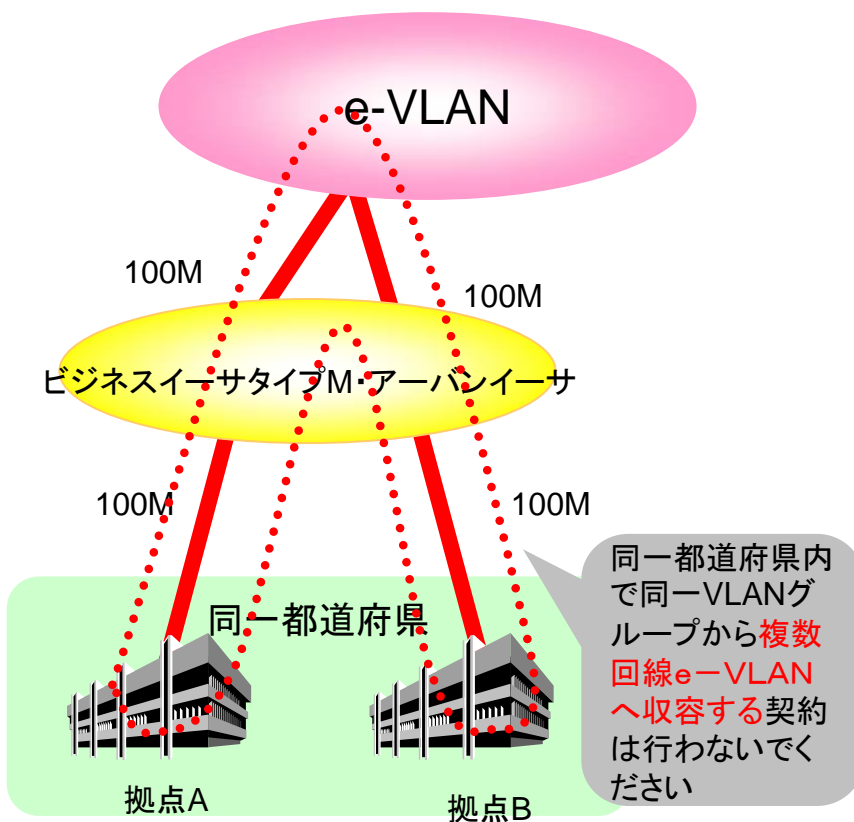 e-VLAN
100M
100M
ビジネスイーサタイプM・アーバンイーサ
100M
100M
同一都道府県内
で同一VLANグ
ループから複数
回線e－VLAN
へ収容する契約
は行わないでく
ださい
同一都道府県
拠点A
拠点B